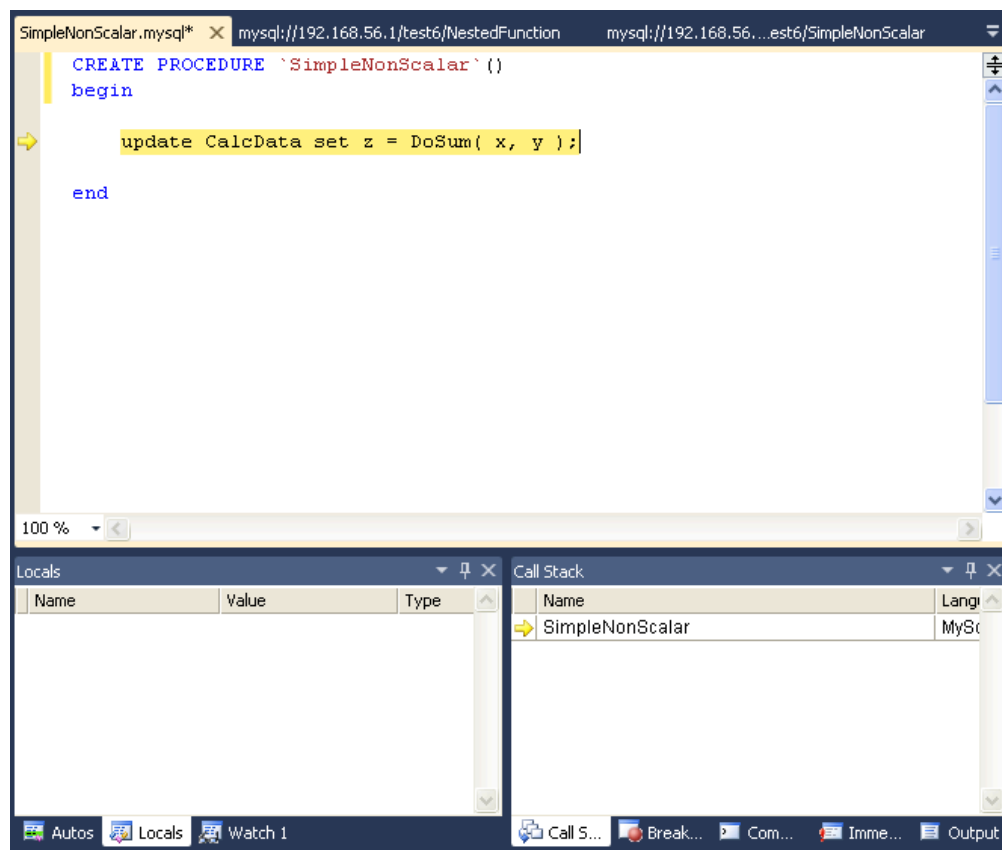 SimpleNonScalar.mysql* mysql://192.168.56.1/test6/NestedFunction mysql://192.168.56....est6/SimpleNonScalar
CREATE PROCEDURE `SimpleNonScalar`()
begin
update CalcData set z = DoSum( x, y );
end
100 %
Locals
Name Value Type
Autos Locals Watch 1
Call Stack
Name Langu
SimpleNonScalar MySQ
Call S... Break... Com... Imme... Output